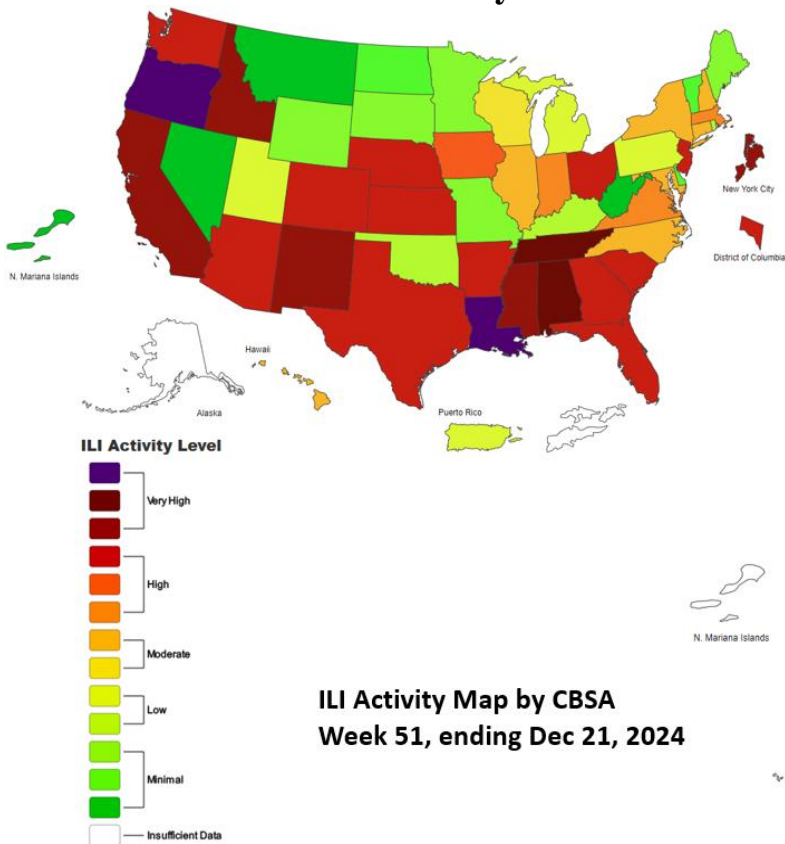 New York City
District of Columbia
N. Mariana Islands
Hawaii
Alaska
Puerto Rico
ILI Activity Level
Very High
High
Moderate
Low
Minimal
Insufficient Data
N. Mariana Islands
ILI Activity Map by CBSA
Week 51, ending Dec 21, 2024